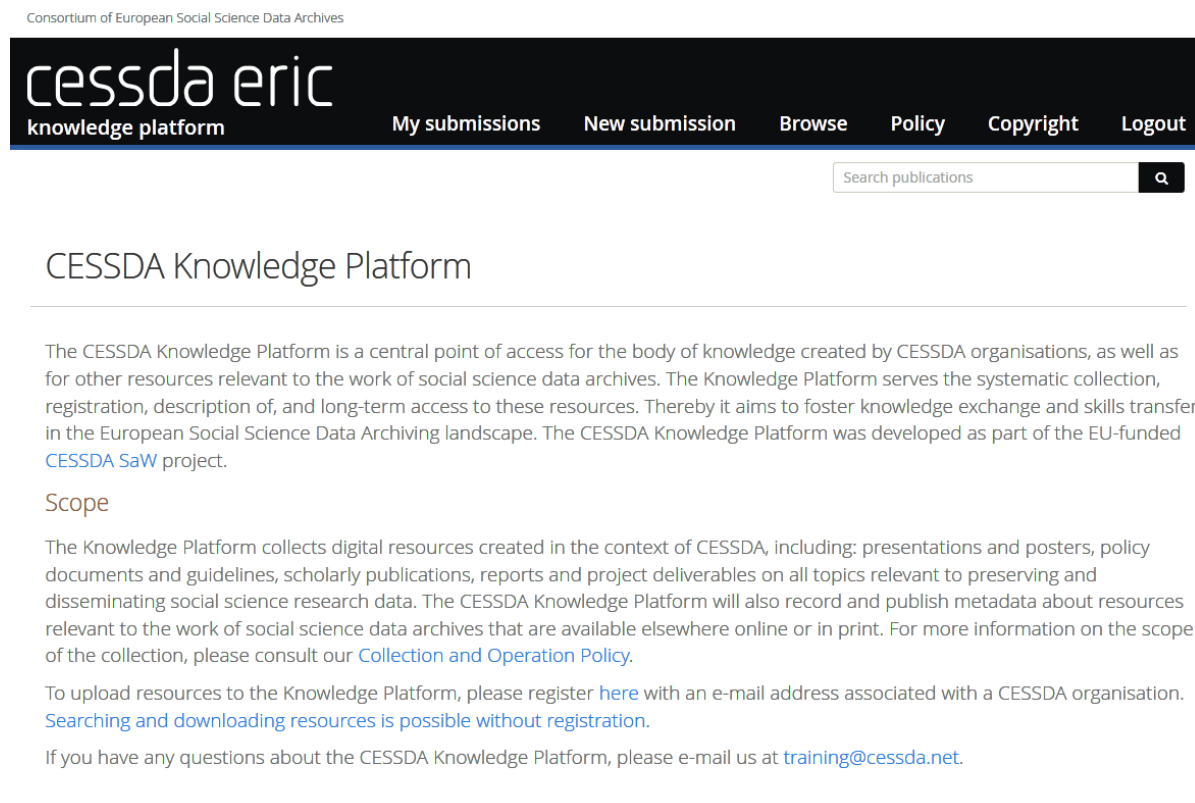 Consortium of European Social Science Data Archives
cessda eric
knowledge platform
My submissions New submission Browse Policy Copyright Logout
Search publications
CESSDA Knowledge Platform
The CESSDA Knowledge Platform is a central point of access for the body of knowledge created by CESSDA organisations, as well as
for other resources relevant to the work of social science data archives. The Knowledge Platform serves the systematic collection,
registration, description of, and long-term access to these resources. Thereby it aims to foster knowledge exchange and skills transfer
in the European Social Science Data Archiving landscape. The CESSDA Knowledge Platform was developed as part of the EU-funded
CESSDA SaW project.
Scope
The Knowledge Platform collects digital resources created in the context of CESSDA, including: presentations and posters, policy
documents and guidelines, scholarly publications, reports and project deliverables on all topics relevant to preserving and
disseminating social science research data. The CESSDA Knowledge Platform will also record and publish metadata about resources
relevant to the work of social science data archives that are available elsewhere online or in print. For more information on the scope
of the collection, please consult our Collection and Operation Policy.
To upload resources to the Knowledge Platform, please register here with an e-mail address associated with a CESSDA organisation.
Searching and downloading resources is possible without registration.
If you have any questions about the CESSDA Knowledge Platform, please e-mail us at training@cessda.net.